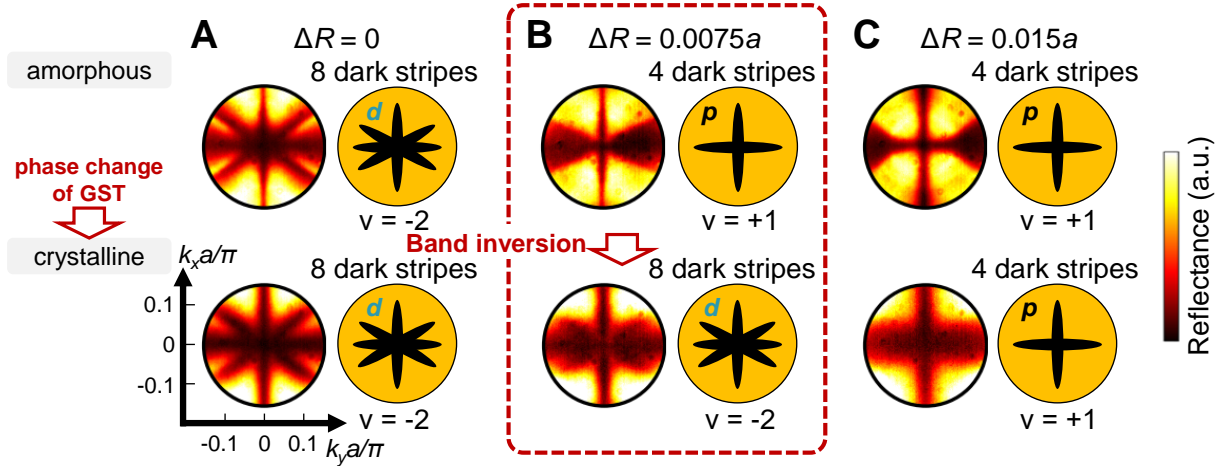 A
ΔR = 0
B
ΔR = 0.0075a
C
ΔR = 0.015a
amorphous
8 dark stripes
4 dark stripes
4 dark stripes
d
p
p
phase change
of GST
v = -2
v = +1
v = +1
Band inversion
crystalline
kₓa/π
8 dark stripes
8 dark stripes
4 dark stripes
d
d
p
0.1
0
-0.1
v = -2
v = -2
v = +1
-0.1 0 0.1
k_y a/π
Reflectance (a.u.)